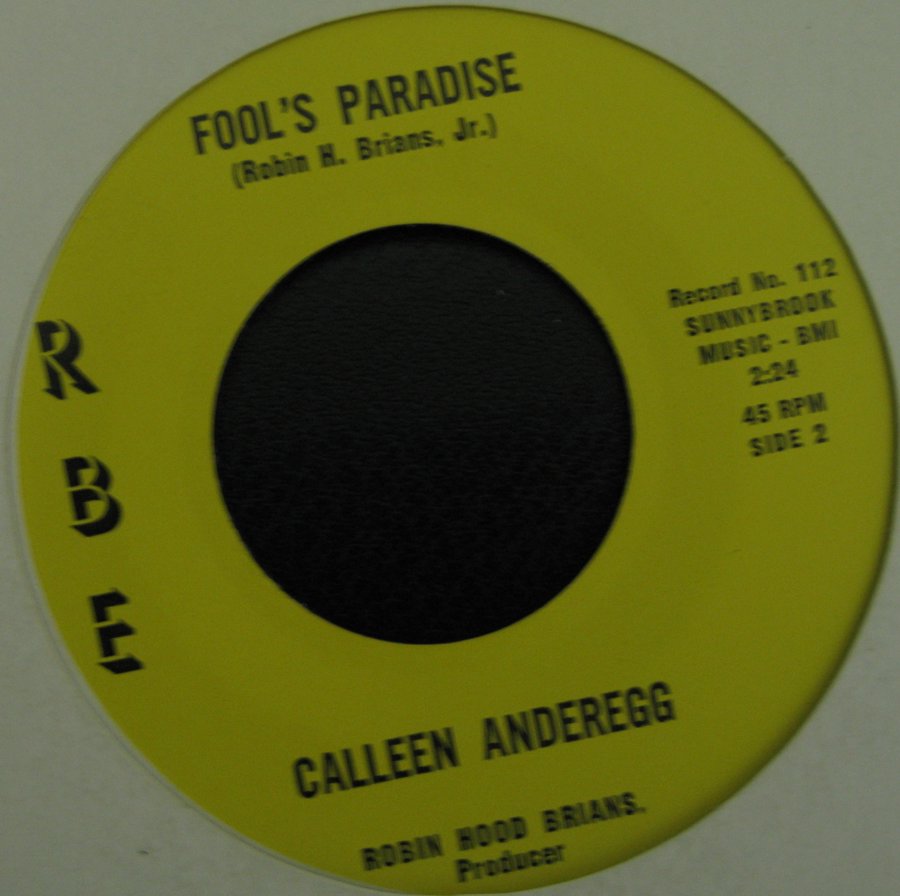 FOOL'S PARADISE
(Robin H. Brians, Jr.)
Record No. 112
SUNNYBROOK
MUSIC - BMI
2:24
45 RPM
SIDE 2
R
B
E
CALLEEN ANDEREGG
ROBIN HOOD BRIANS,
Producer